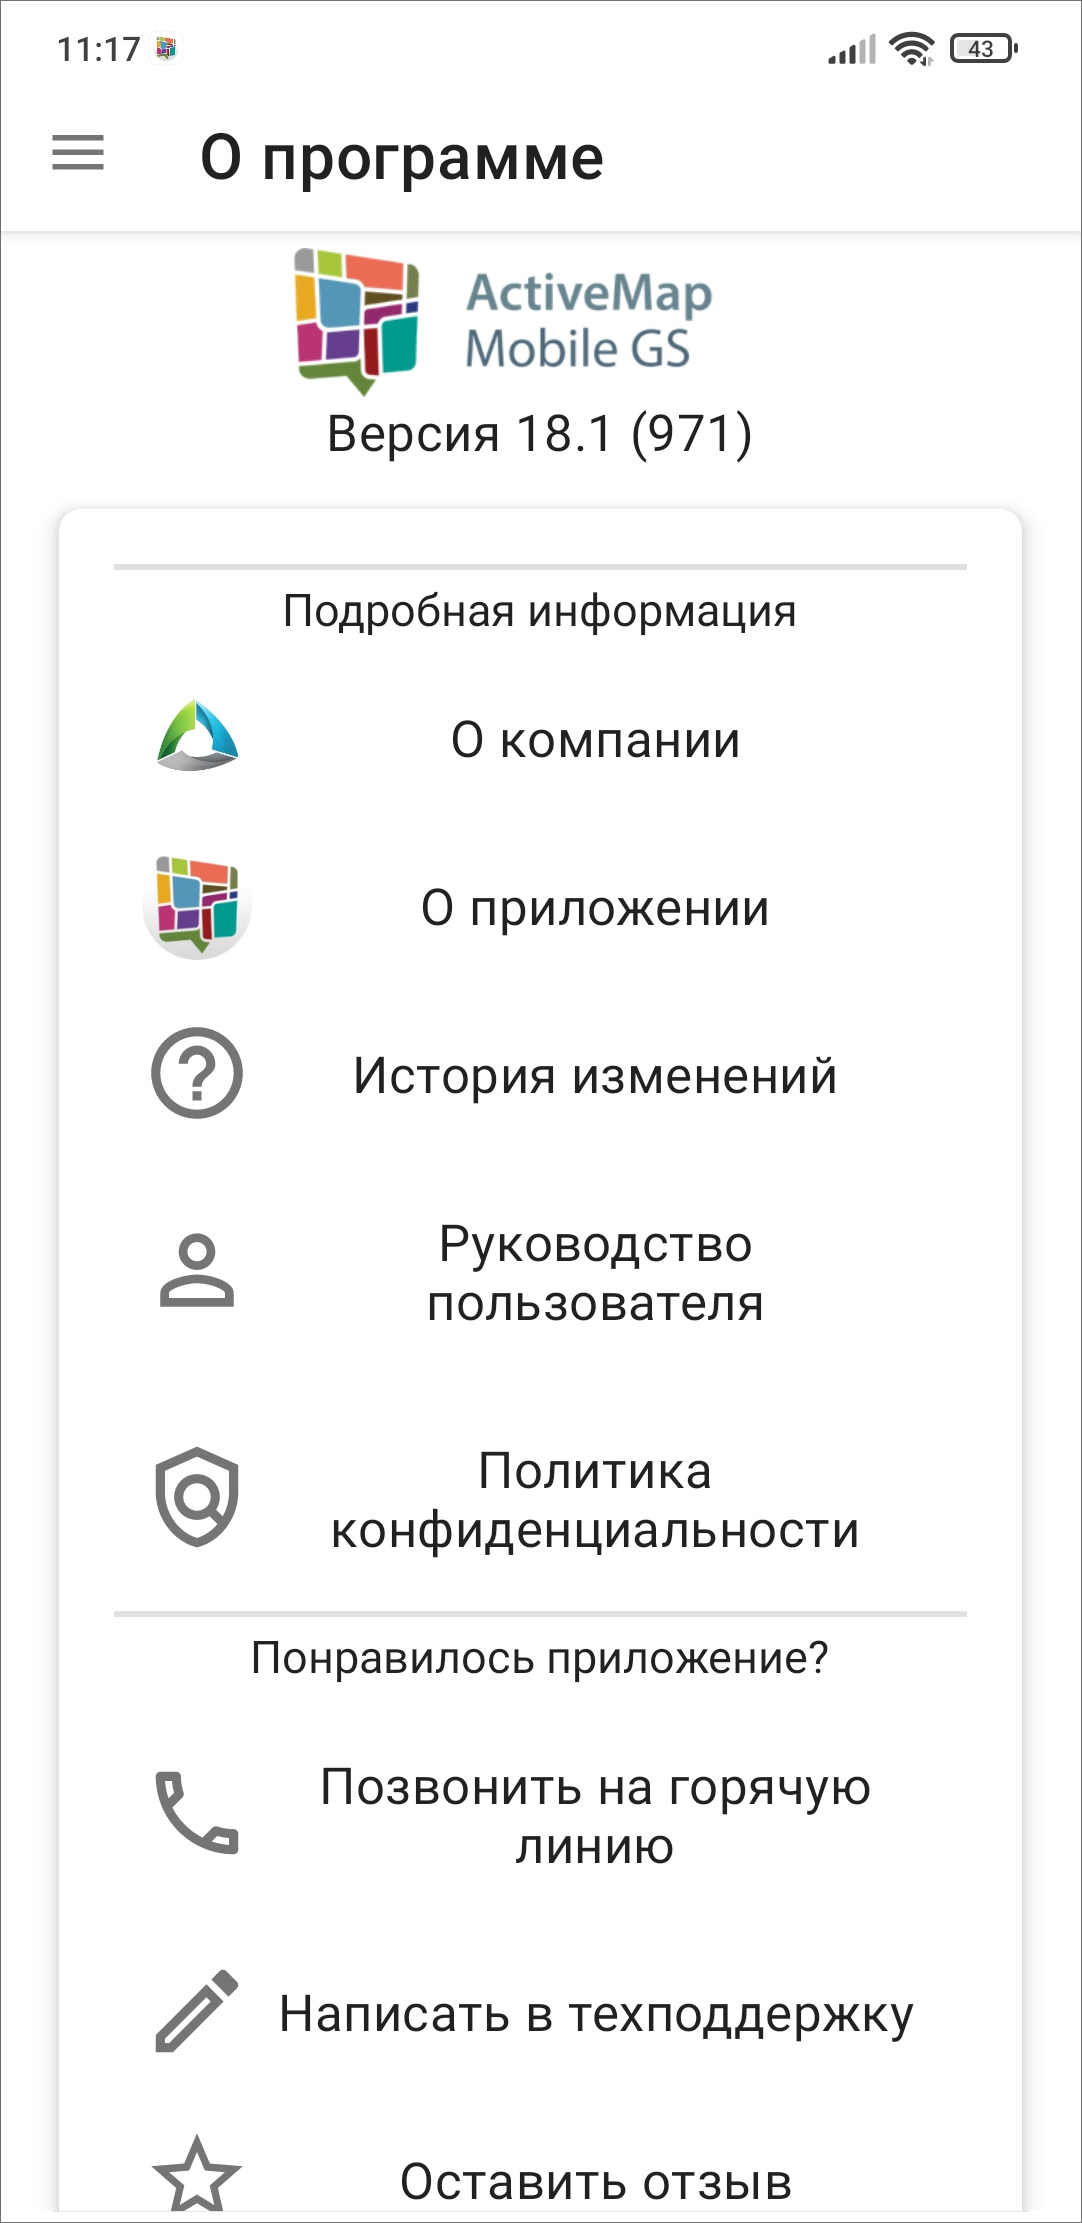 11:17
43
О программе
ActiveMap
Mobile GS
Версия 18.1 (971)
Подробная информация
О компании
О приложении
История изменений
Руководство
пользователя
Политика
конфиденциальности
Понравилось приложение?
Позвонить на горячую
линию
Написать в техподдержку
Оставить отзыв